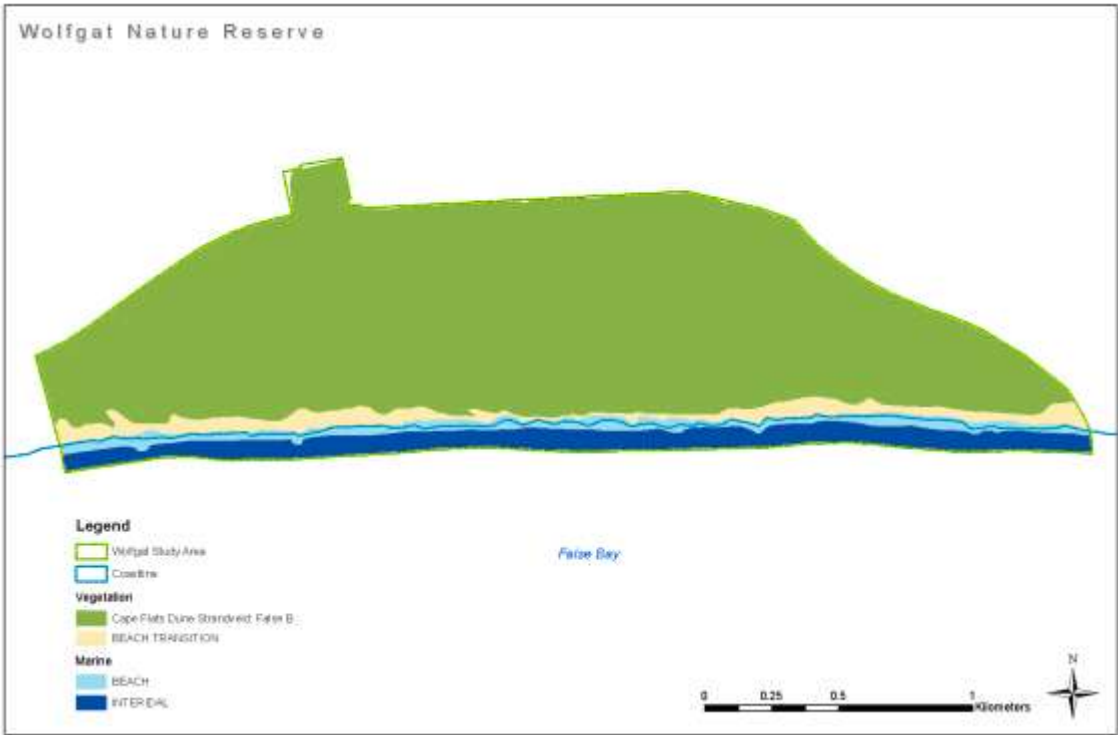 Wolfgat Nature Reserve
False Bay
Legend
Wolfgat Study Area
Coastline
Vegetation
Cape Flats Dune Strandveld: False B
BEACH TRANSITION
Marine
BEACH
N
0 0.25 0.5 1
Kilometers